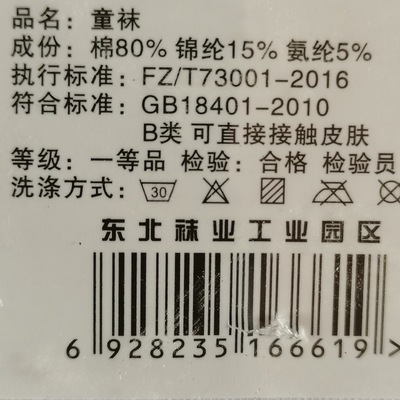 品名：童袜
成份：棉80% 锦纶15% 氨纶5%
执行标准：FZ/T73001-2016
符合标准：GB18401-2010
B类 可直接接触皮肤
等级：一等品 检验：合格 检验员
洗涤方式：30
东北袜业工业园区
6 928235 166619 >